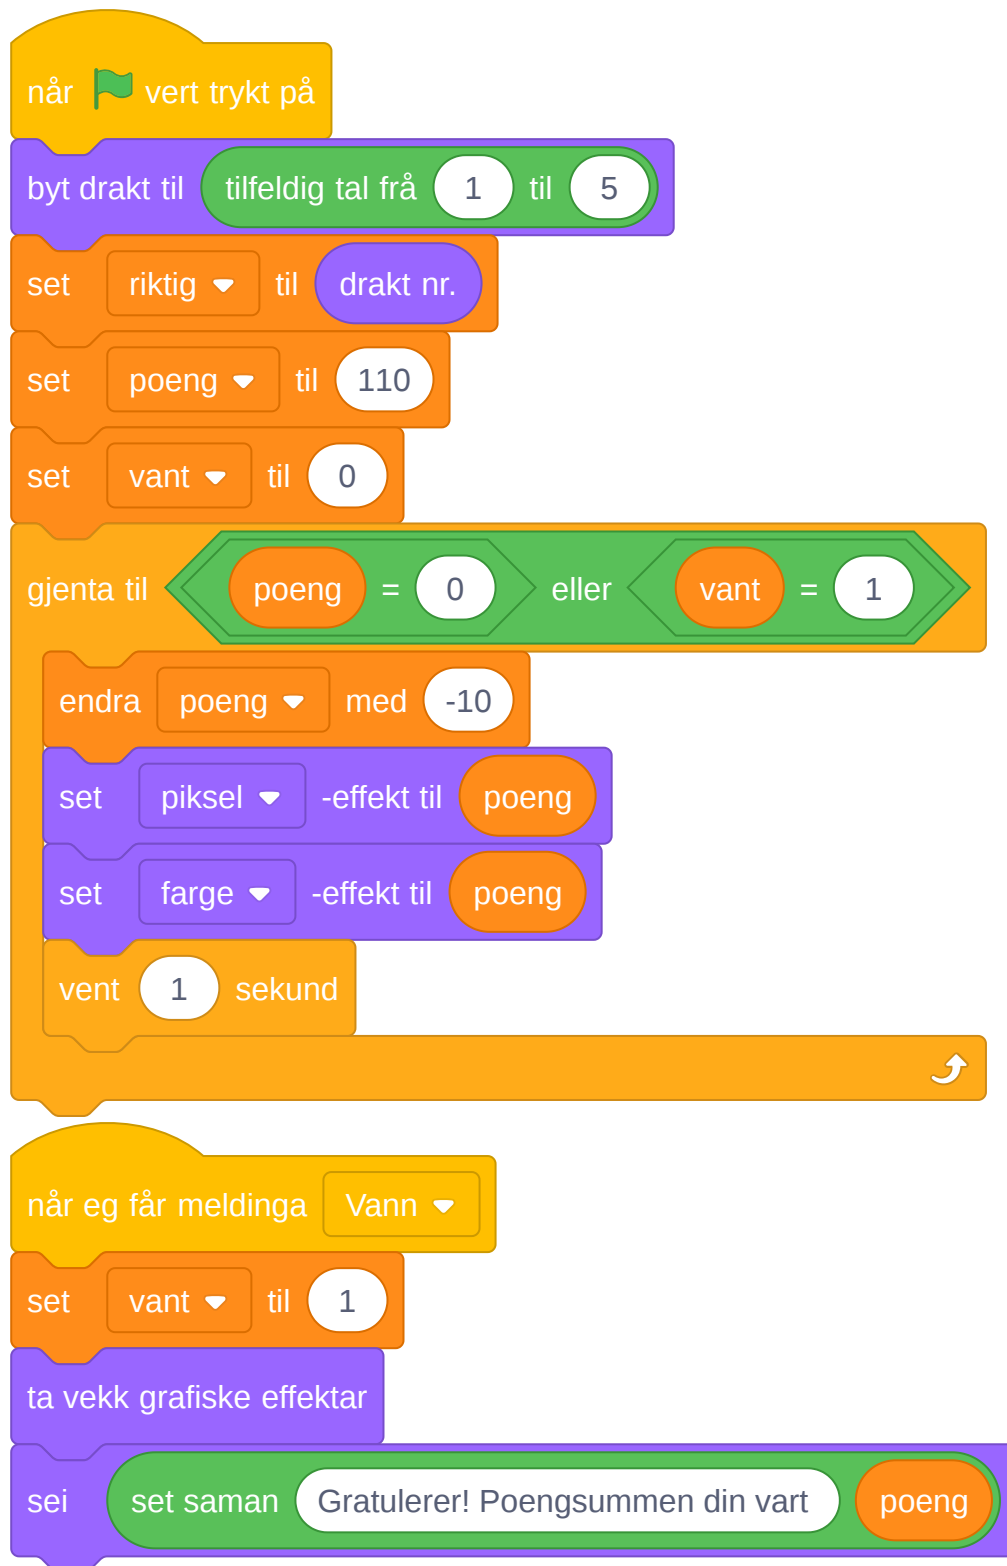 når vert trykt på
byt drakt til tilfeldig tal frå 1 til 5
set riktig til drakt nr.
set poeng til 110
set vant til 0
gjenta til poeng = 0 eller vant = 1
endra poeng med -10
set piksel -effekt til poeng
set farge -effekt til poeng
vent 1 sekund
når eg får meldinga Vann
set vant til 1
ta vekk grafiske effektar
sei set saman Gratulerer! Poengsummen din vart poeng